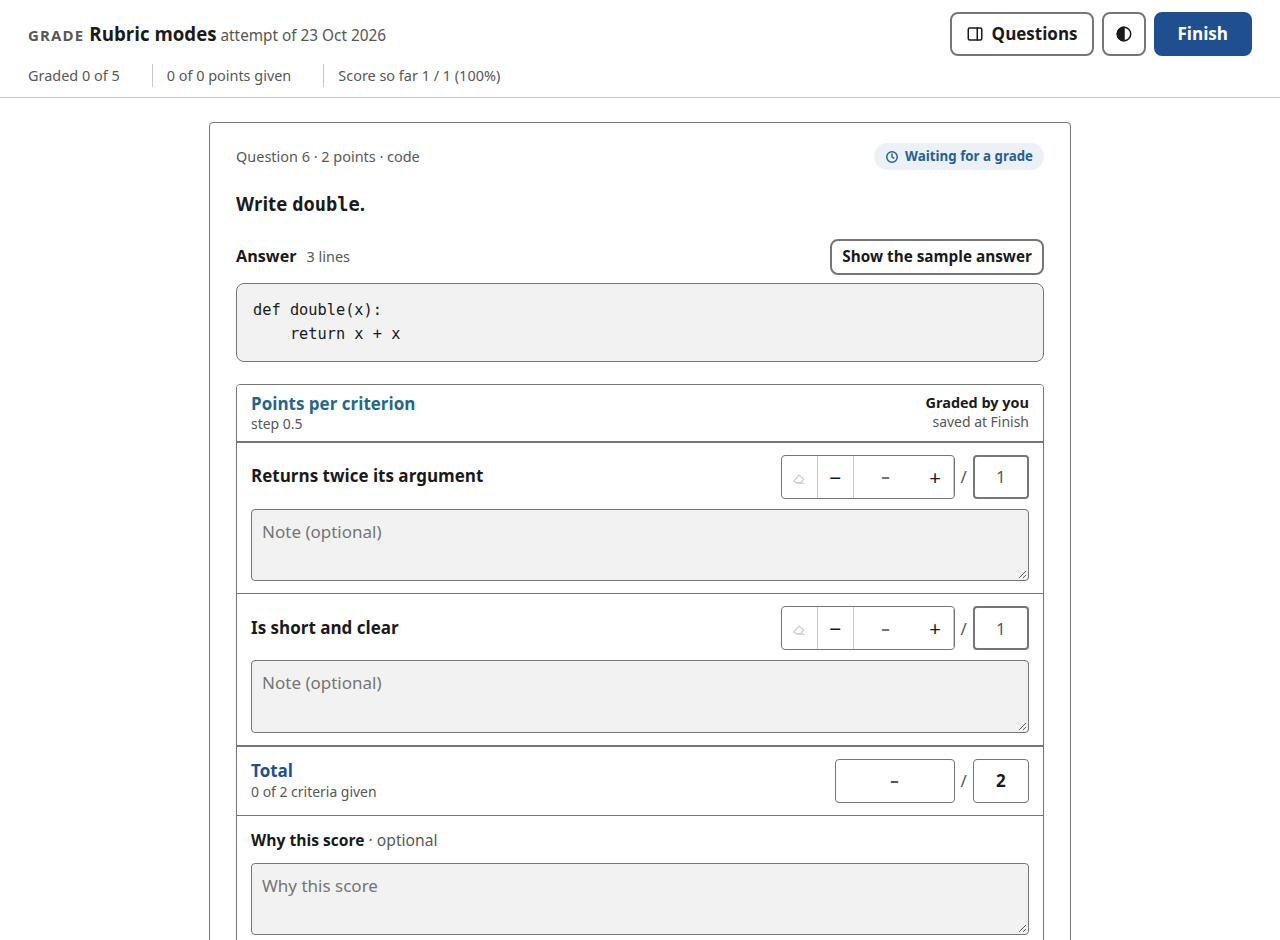 GRADE Rubric modes attempt of 23 Oct 2026
Questions
Finish
Graded 0 of 5
0 of 0 points given
Score so far 1 / 1 (100%)
Question 6 · 2 points · code
Waiting for a grade
Write double.
Answer 3 lines
Show the sample answer
def double(x):
    return x + x
Points per criterion
step 0.5
Graded by you
saved at Finish
Returns twice its argument
− – + / 1
Note (optional)
Is short and clear
− – + / 1
Note (optional)
Total
0 of 2 criteria given
– / 2
Why this score · optional
Why this score